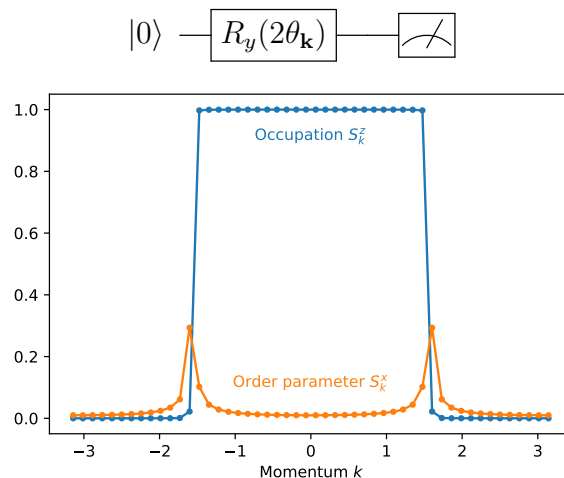 |0⟩ R_y(2θ_k)
1.0
Occupation S_k^z
0.8
0.6
0.4
0.2
Order parameter S_k^x
0.0
−3 −2 −1 0 1 2 3
Momentum k